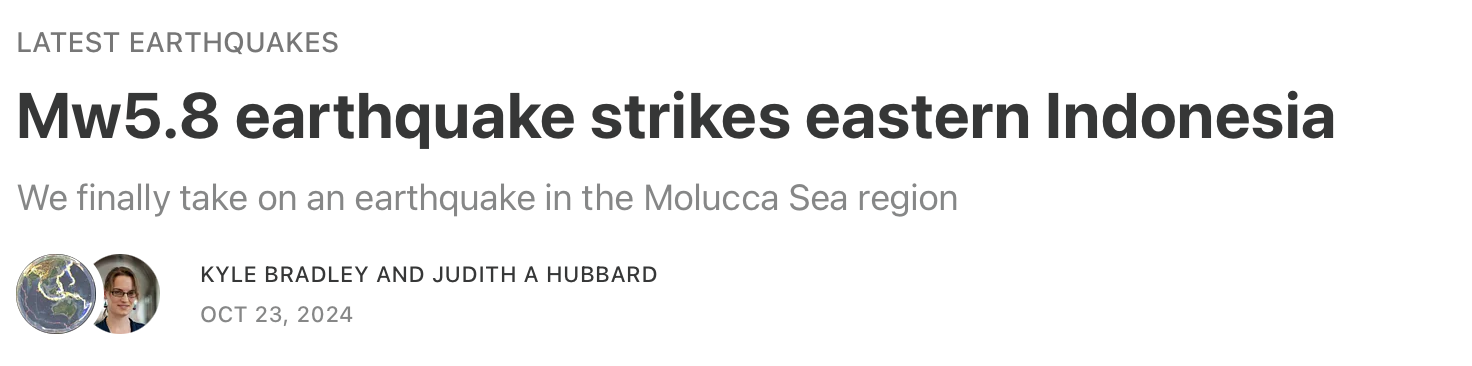 LATEST EARTHQUAKES
Mw5.8 earthquake strikes eastern Indonesia
We finally take on an earthquake in the Molucca Sea region
KYLE BRADLEY AND JUDITH A HUBBARD
OCT 23, 2024